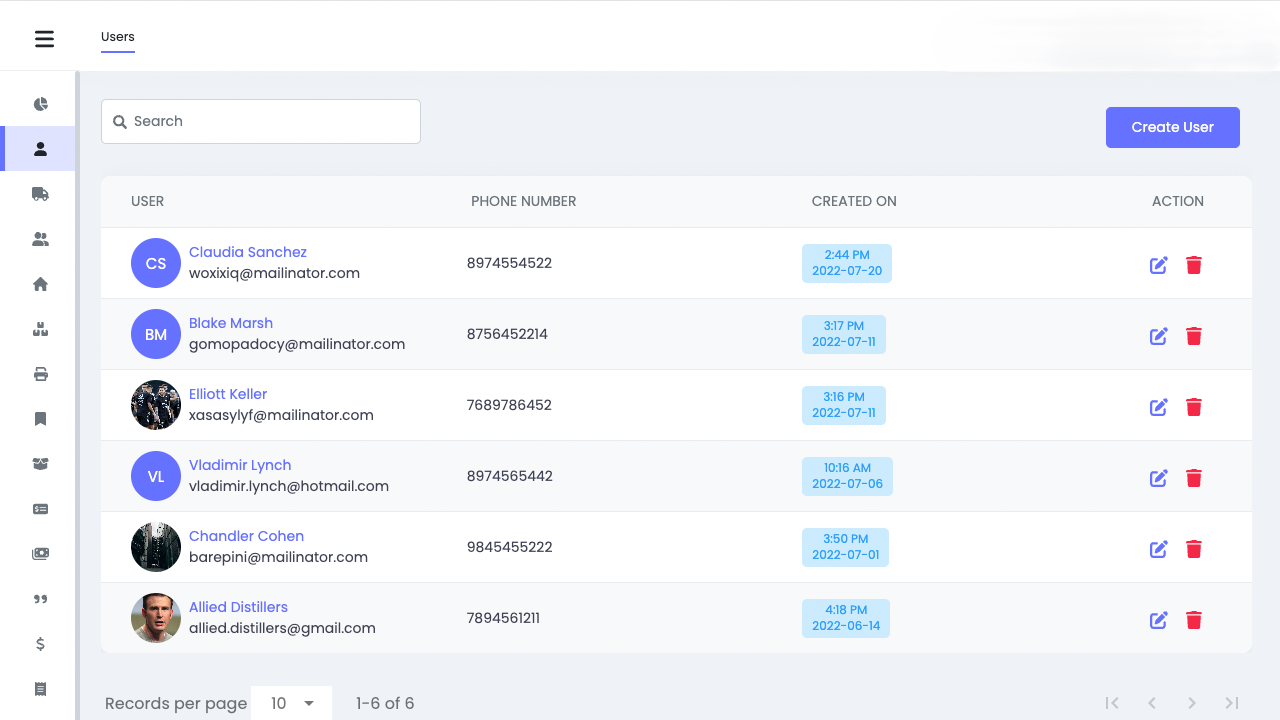 Users
Search
Create User
USER PHONE NUMBER CREATED ON ACTION
CS Claudia Sanchez
woxixiq@mailinator.com
8974554522
2:44 PM
2022-07-20
BM Blake Marsh
gomopadocy@mailinator.com
8756452214
3:17 PM
2022-07-11
Elliott Keller
xasasylyf@mailinator.com
7689786452
3:16 PM
2022-07-11
VL Vladimir Lynch
vladimir.lynch@hotmail.com
8974565442
10:16 AM
2022-07-06
Chandler Cohen
barepini@mailinator.com
9845455222
3:50 PM
2022-07-01
Allied Distillers
allied.distillers@gmail.com
7894561211
4:18 PM
2022-06-14
Records per page 10 1-6 of 6